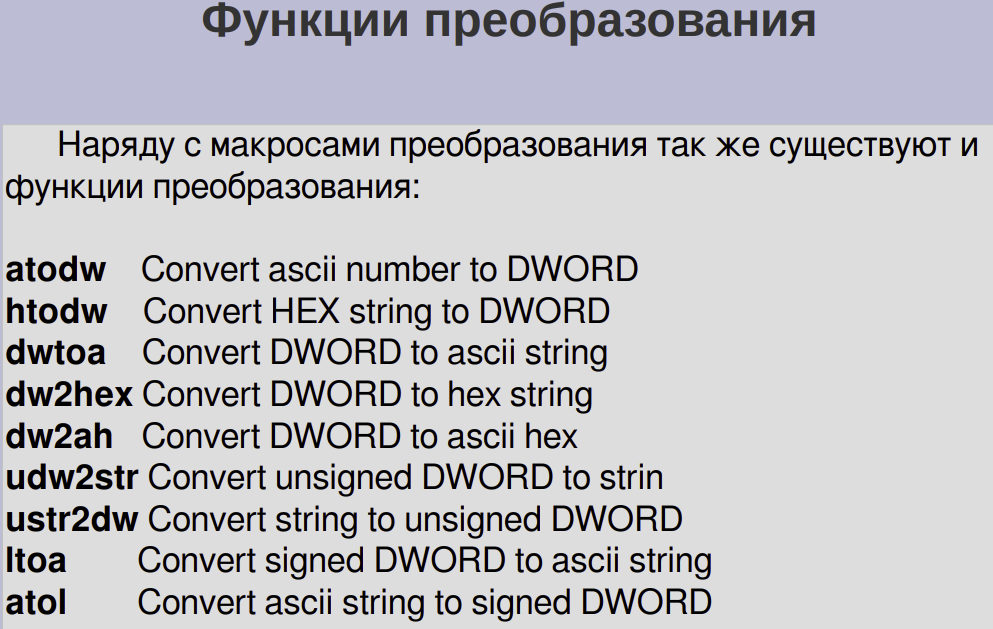 Функции преобразования
Наряду с макросами преобразования так же существуют и
функции преобразования:
atodw Convert ascii number to DWORD
htodw Convert HEX string to DWORD
dwtoa Convert DWORD to ascii string
dw2hex Convert DWORD to hex string
dw2ah Convert DWORD to ascii hex
udw2str Convert unsigned DWORD to strin
ustr2dw Convert string to unsigned DWORD
ltoa Convert signed DWORD to ascii string
atol Convert ascii string to signed DWORD